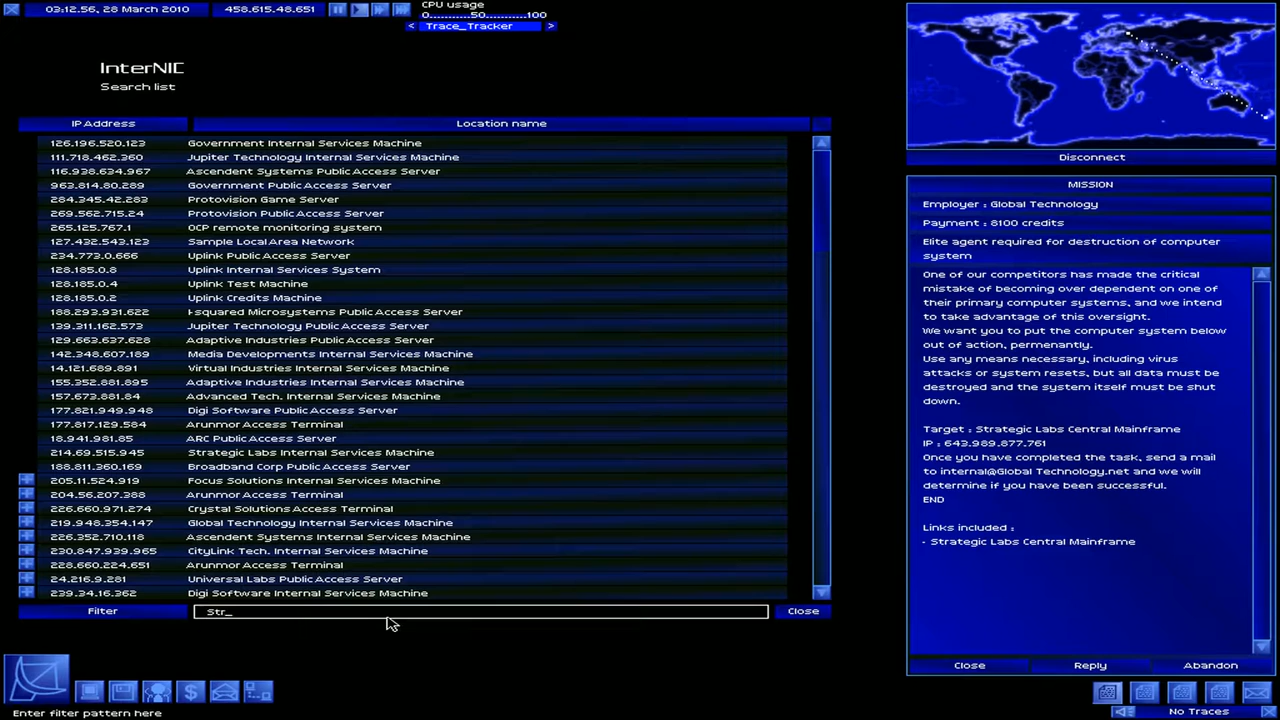 03:12.56, 28 March 2010
458.615.48.651
CPU usage
0.........50.........100
< Trace_Tracker >
InterNIC
Search list
IP Address Location name
126.196.520.123 Government Internal Services Machine
111.718.462.360 Jupiter Technology Internal Services Machine
116.938.634.967 Ascendent Systems Public Access Server
963.814.80.289 Government Public Access Server
284.345.42.283 Protovision Game Server
269.562.715.24 Protovision Public Access Server
265.125.767.1 OCP remote monitoring system
127.432.543.123 Sample Local Area Network
234.773.0.666 Uplink Public Access Server
128.185.0.8 Uplink Internal Services System
128.185.0.4 Uplink Test Machine
128.185.0.2 Uplink Credits Machine
188.293.931.622 I-squared Microsystems Public Access Server
139.311.162.573 Jupiter Technology Public Access Server
129.663.637.628 Adaptive Industries Public Access Server
142.348.607.189 Media Developments Internal Services Machine
14.121.689.891 Virtual Industries Internal Services Machine
155.352.881.895 Adaptive Industries Internal Services Machine
157.673.881.84 Advanced Tech. Internal Services Machine
177.821.949.948 Digi Software Public Access Server
177.817.129.584 Arunmor Access Terminal
18.941.981.85 ARC Public Access Server
214.69.515.945 Strategic Labs Internal Services Machine
188.811.360.169 Broadband Corp Public Access Server
205.11.524.919 Focus Solutions Internal Services Machine
204.56.207.388 Arunmor Access Terminal
226.660.971.274 Crystal Solutions Access Terminal
219.948.354.147 Global Technology Internal Services Machine
226.352.710.118 Ascendent Systems Internal Services Machine
230.847.939.965 CityLink Tech. Internal Services Machine
228.660.224.651 Arunmor Access Terminal
24.216.9.281 Universal Labs Public Access Server
239.34.16.362 Digi Software Internal Services Machine
Filter Str_ Close
Enter filter pattern here
Disconnect
MISSION
Employer : Global Technology
Payment : 8100 credits
Elite agent required for destruction of computer
system
One of our competitors has made the critical
mistake of becoming over dependent on one of
their primary computer systems, and we intend
to take advantage of this oversight.
We want you to put the computer system below
out of action, permenantly.
Use any means necessary, including virus
attacks or system resets, but all data must be
destroyed and the system itself must be shut
down.
Target : Strategic Labs Central Mainframe
IP : 643.989.877.761
Once you have completed the task, send a mail
to internal@Global Technology.net and we will
determine if you have been successful.
END
Links included :
- Strategic Labs Central Mainframe
Close Reply Abandon
No Traces